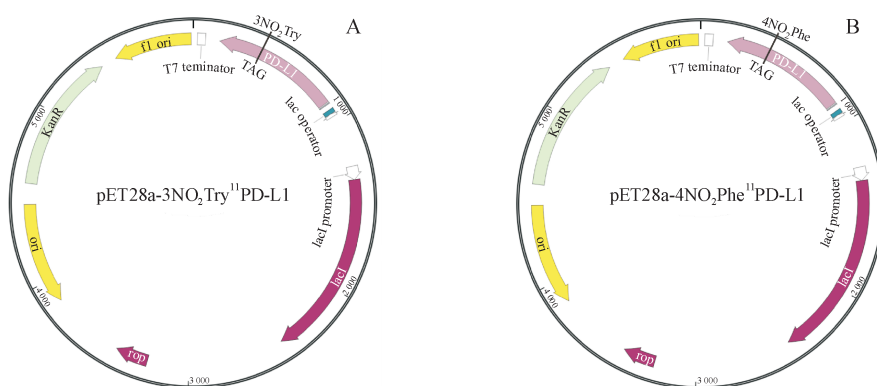 A
3NO₂Try
f1 ori
T7 teminator
TAG
PD-L1
1 000
lac operator
KanR
5 000
pET28a-3NO₂Try¹¹PD-L1
lacI promoter
ori
4 000
lacI
2 000
rop
3 000
B
4NO₂Phe
f1 ori
T7 teminator
TAG
PD-L1
1 000
lac operator
KanR
5 000
pET28a-4NO₂Phe¹¹PD-L1
lacI promoter
ori
4 000
lacI
2 000
rop
3 000